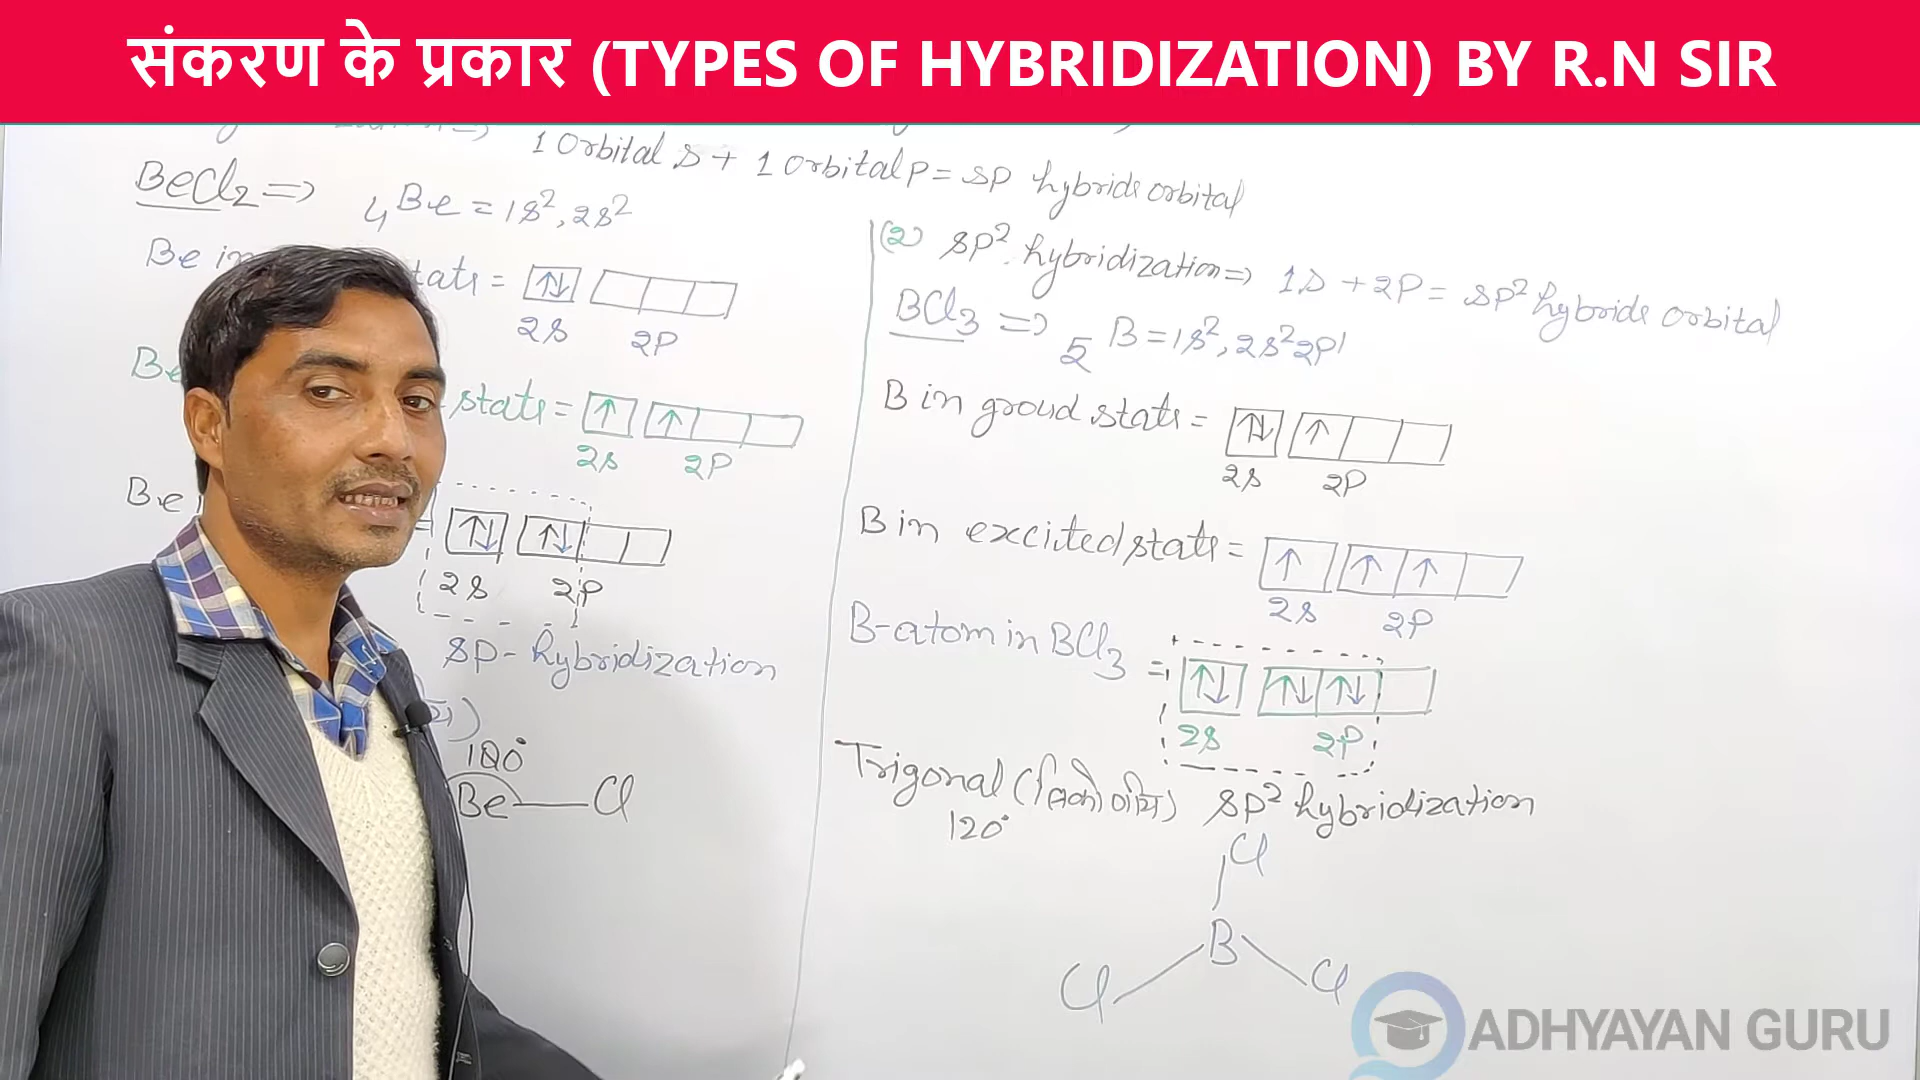 संकरण के प्रकार (TYPES OF HYBRIDIZATION) BY R.N SIR
1 Orbital s + 1 Orbital P = SP hybride orbital
BeCl₂ ⇒ ₄Be = 1s², 2s²
Be in
2s 2P
states =
2s 2P
Be
2s 2P
SP-hybridization
180°
Be — Cl
(2) SP² hybridization ⇒ 1s + 2P = SP² hybride orbital
BCl₃ ⇒ ₅B = 1s², 2s² 2P¹
B in groud state =
2s 2P
B in excited state =
2s 2P
B-atom in BCl₃ =
2s 2P
Trigonal (त्रिकोणीय) SP² hybridization
120°
Cl
B
Cl Cl
ADHYAYAN GURU